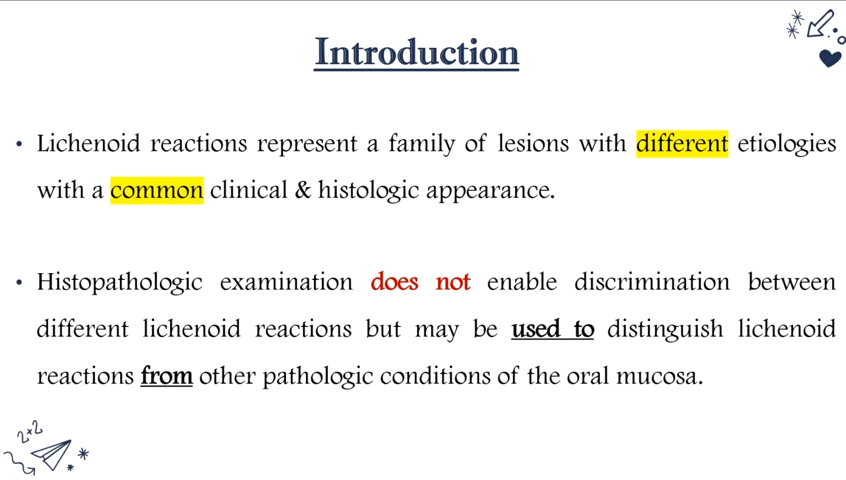 Introduction
• Lichenoid reactions represent a family of lesions with different etiologies
with a common clinical & histologic appearance.
• Histopathologic examination does not enable discrimination between
different lichenoid reactions but may be used to distinguish lichenoid
reactions from other pathologic conditions of the oral mucosa.
2×2